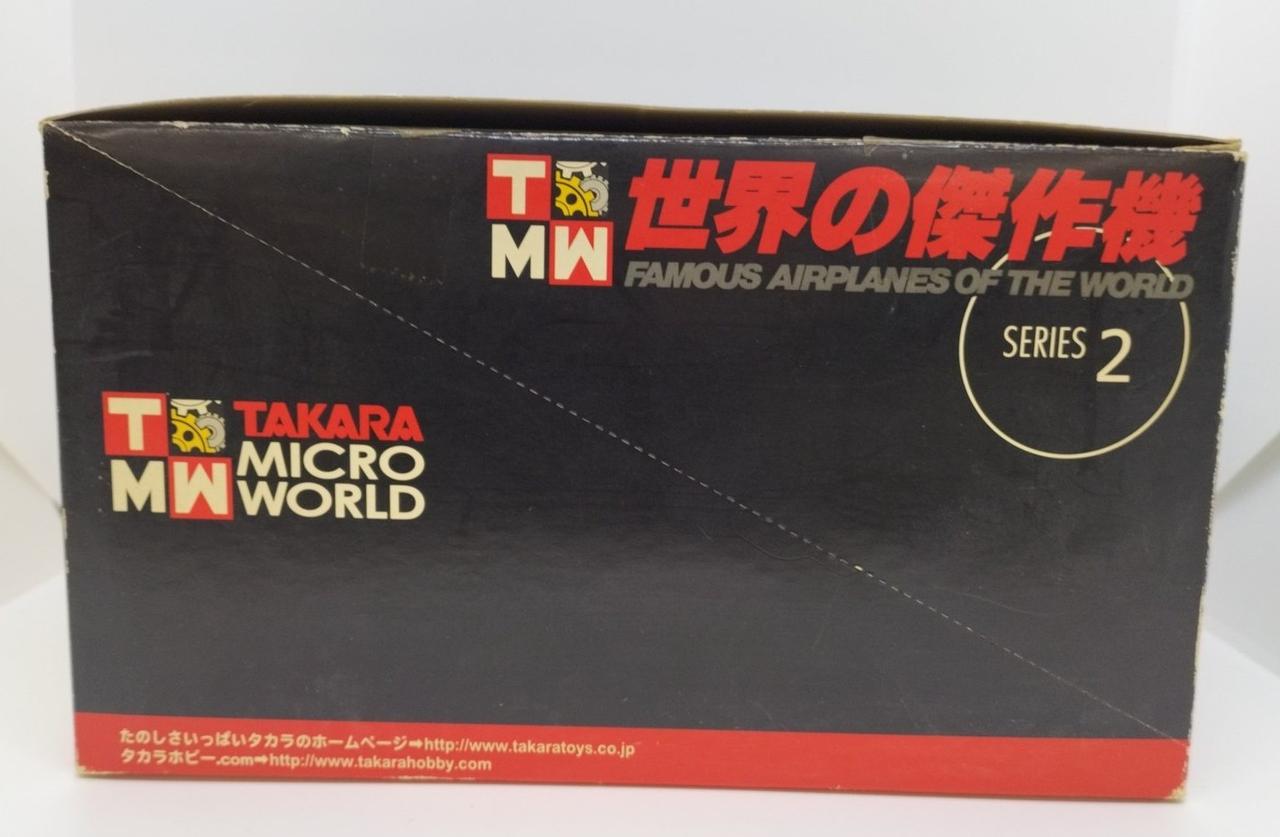 T
MW
世界の傑作機
FAMOUS AIRPLANES OF THE WORLD
SERIES 2
T
MW
TAKARA
MICRO
WORLD
たのしさいっぱいタカラのホームページ➡http://www.takaratoys.co.jp
タカラホビー.com➡http://www.takarahobby.com